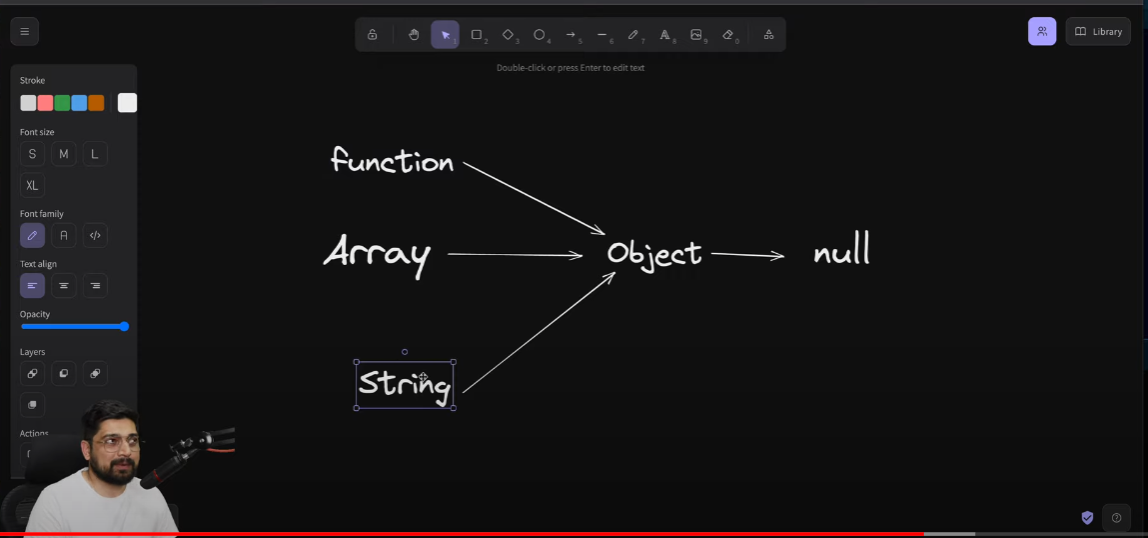 Library
Double-click or press Enter to edit text
Stroke
Font size
S M L
XL
Font family
A </>
Text align
Opacity
Layers
Actions
1 2 3 4 5 6 7 8 9 0
function
Array
Object
null
String